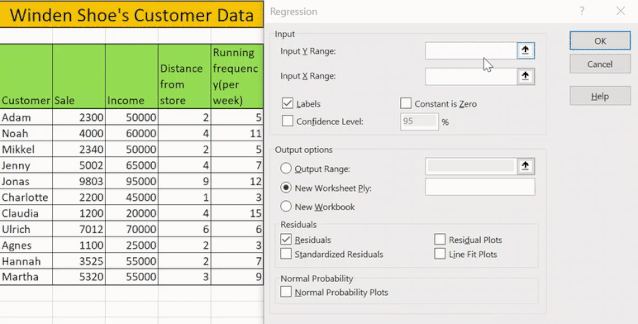 Winden Shoe's Customer Data
Customer Sale Income Distance from store Running frequenc y(per week)
Adam 2300 50000 2 5
Noah 4000 60000 4 11
Mikkel 2340 50000 2 5
Jenny 5002 65000 4 7
Jonas 9803 95000 9 12
Charlotte 2200 45000 1 3
Claudia 1200 20000 4 15
Ulrich 7012 70000 6 6
Agnes 1100 25000 2 3
Hannah 3525 55000 2 7
Martha 5320 55000 3 9
Regression ? ×
Input
Input Y Range:
Input X Range:
Labels Constant is Zero
Confidence Level: 95 %
OK
Cancel
Help
Output options
Output Range:
New Worksheet Ply:
New Workbook
Residuals
Residuals Residual Plots
Standardized Residuals Line Fit Plots
Normal Probability
Normal Probability Plots